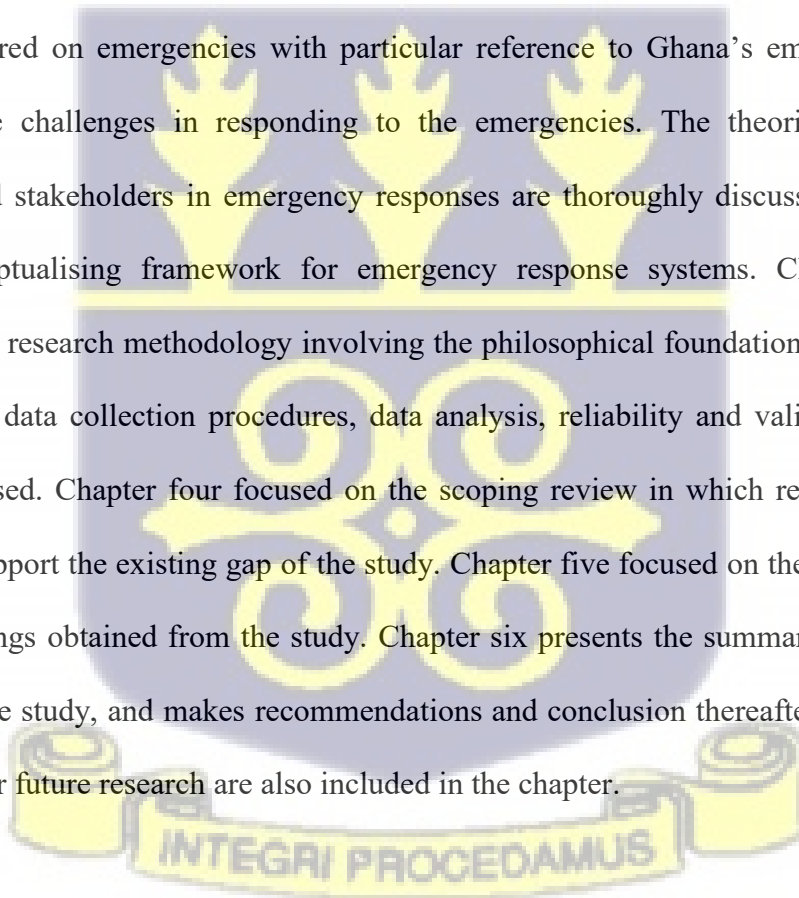 red on emergencies with particular reference to Ghana’s em
challenges in responding to the emergencies. The theori
stakeholders in emergency responses are thoroughly discuss
ptualising framework for emergency response systems. C
research methodology involving the philosophical foundation
data collection procedures, data analysis, reliability and vali
sed. Chapter four focused on the scoping review in which re
pport the existing gap of the study. Chapter five focused on the
ngs obtained from the study. Chapter six presents the summar
e study, and makes recommendations and conclusion thereafte
r future research are also included in the chapter.
INTEGRI PROCEDAMUS